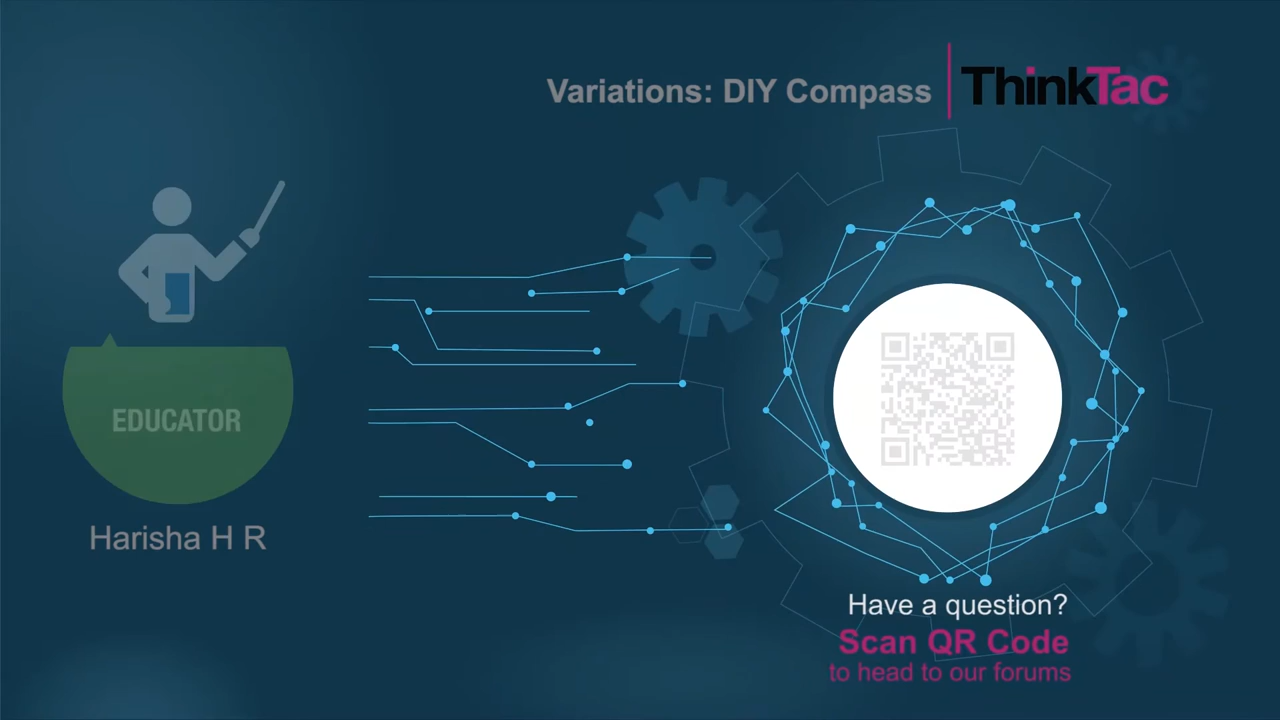 Variations: DIY Compass
ThinkTac
EDUCATOR
Harisha H R
Have a question?
Scan QR Code
to head to our forums